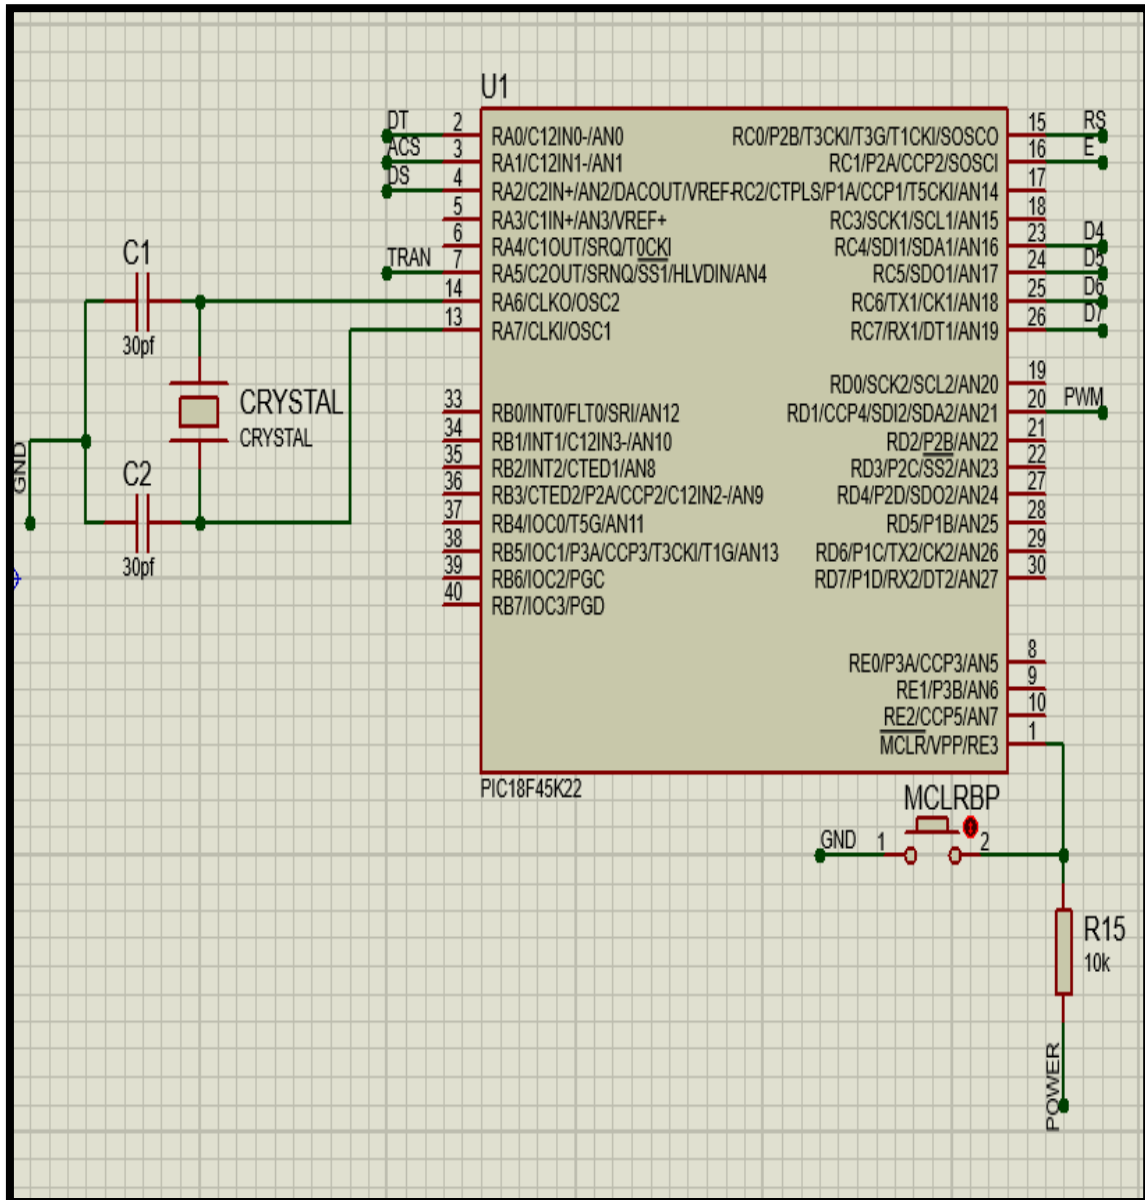 U1
DT
2
RA0/C12IN0-/AN0
RC0/P2B/T3CKI/T3G/T1CKI/SOSCO
15
RS
ACS
3
RA1/C12IN1-/AN1
RC1/P2A/CCP2/SOSCI
16
E
DS
4
RA2/C2IN+/AN2/DACOUT/VREF-
RC2/CTPLS/P1A/CCP1/T5CKI/AN14
17
5
RA3/C1IN+/AN3/VREF+
RC3/SCK1/SCL1/AN15
18
6
RA4/C1OUT/SRQ/T0CKI
RC4/SDI1/SDA1/AN16
23
D4
TRAN
7
RA5/C2OUT/SRNQ/SS1/HLVDIN/AN4
RC5/SDO1/AN17
24
D5
14
RA6/CLKO/OSC2
RC6/TX1/CK1/AN18
25
D6
13
RA7/CLKI/OSC1
RC7/RX1/DT1/AN19
26
D7
C1
30pf
CRYSTAL
CRYSTAL
GND
C2
30pf
RD0/SCK2/SCL2/AN20
19
33
RB0/INT0/FLT0/SRI/AN12
RD1/CCP4/SDI2/SDA2/AN21
20
PWM
34
RB1/INT1/C12IN3-/AN10
RD2/P2B/AN22
21
35
RB2/INT2/CTED1/AN8
RD3/P2C/SS2/AN23
22
36
RB3/CTED2/P2A/CCP2/C12IN2-/AN9
RD4/P2D/SDO2/AN24
27
37
RB4/IOC0/T5G/AN11
RD5/P1B/AN25
28
38
RB5/IOC1/P3A/CCP3/T3CKI/T1G/AN13
RD6/P1C/TX2/CK2/AN26
29
39
RB6/IOC2/PGC
RD7/P1D/RX2/DT2/AN27
30
40
RB7/IOC3/PGD
RE0/P3A/CCP3/AN5
8
RE1/P3B/AN6
9
RE2/CCP5/AN7
10
MCLR/VPP/RE3
1
PIC18F45K22
MCLRBP
GND
1
2
R15
10k
POWER